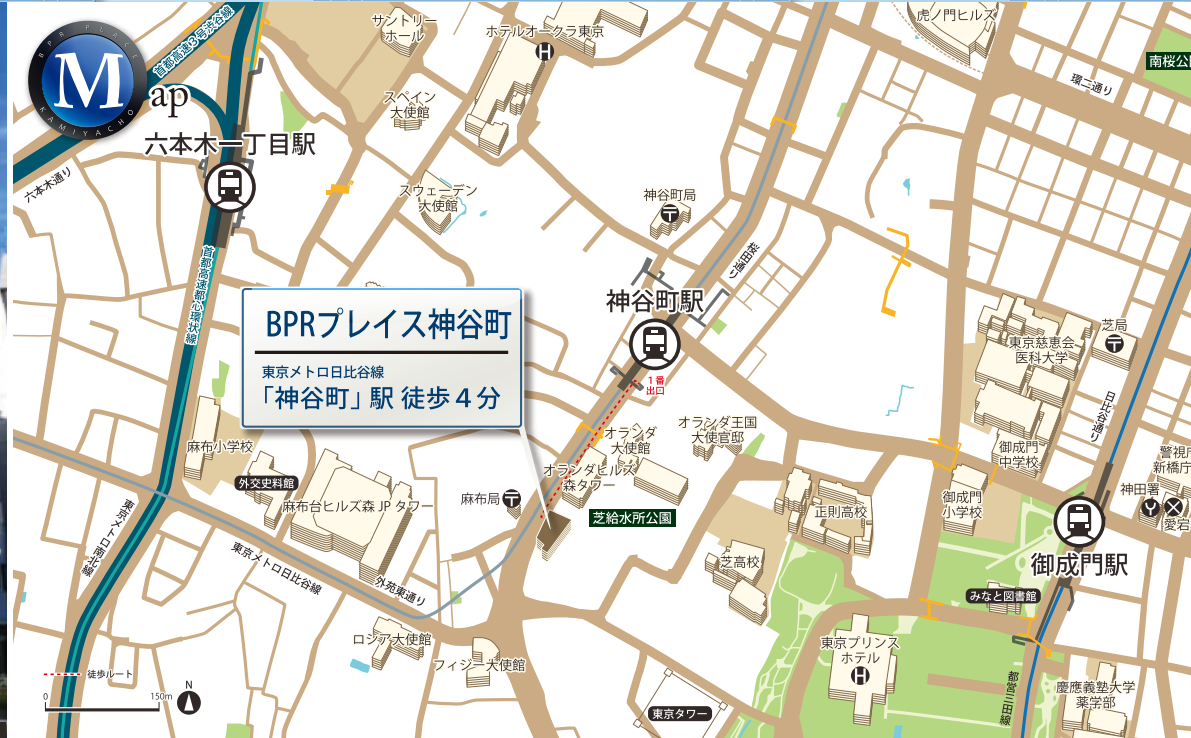 BPR PLACE
M
ap
KAMIYACHO
首都高速3号渋谷線
サントリー
ホール
ホテルオークラ東京
H
虎ノ門ヒルズ
南桜公
環二通り
スペイン
大使館
六本木一丁目駅
六本木通り
スウェーデン
大使館
神谷町局
桜田通り
首都高速都心環状線
神谷町駅
BPRプレイス神谷町
東京メトロ日比谷線
「神谷町」駅 徒歩4分
1番
出口
東京慈恵会
医科大学
芝局
日比谷通り
オランダ
大使館
オランダ王国
大使官邸
麻布小学校
外交史料館
麻布台ヒルズ森JPタワー
麻布局
オランダヒルズ
森タワー
芝給水所公園
正則高校
御成門
中学校
御成門
小学校
警視庁
新橋庁
神田署
愛宕
御成門駅
東京メトロ南北線
東京メトロ日比谷線
外苑東通り
芝高校
みなと図書館
ロシア大使館
フィジー大使館
東京プリンス
ホテル
H
東京タワー
都営三田線
慶應義塾大学
薬学部
徒歩ルート
0
150m
N